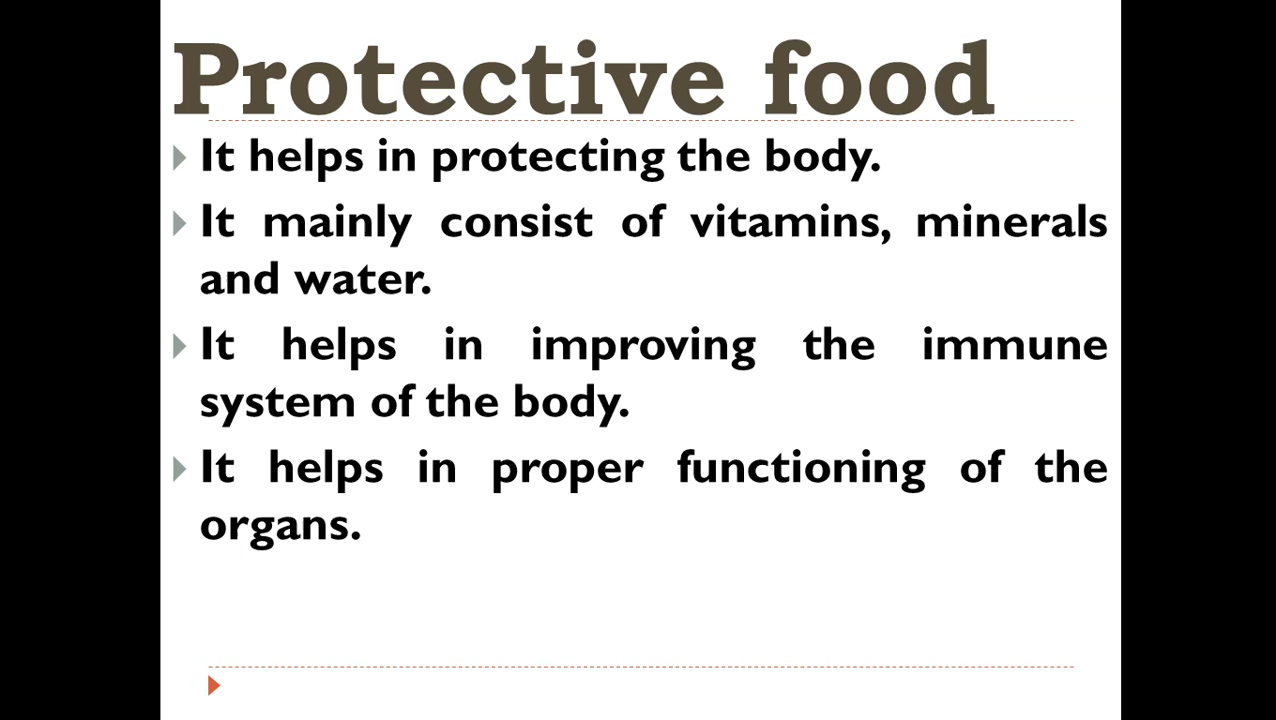 Protective food
It helps in protecting the body.
It mainly consist of vitamins, minerals
and water.
It helps in improving the immune
system of the body.
It helps in proper functioning of the
organs.